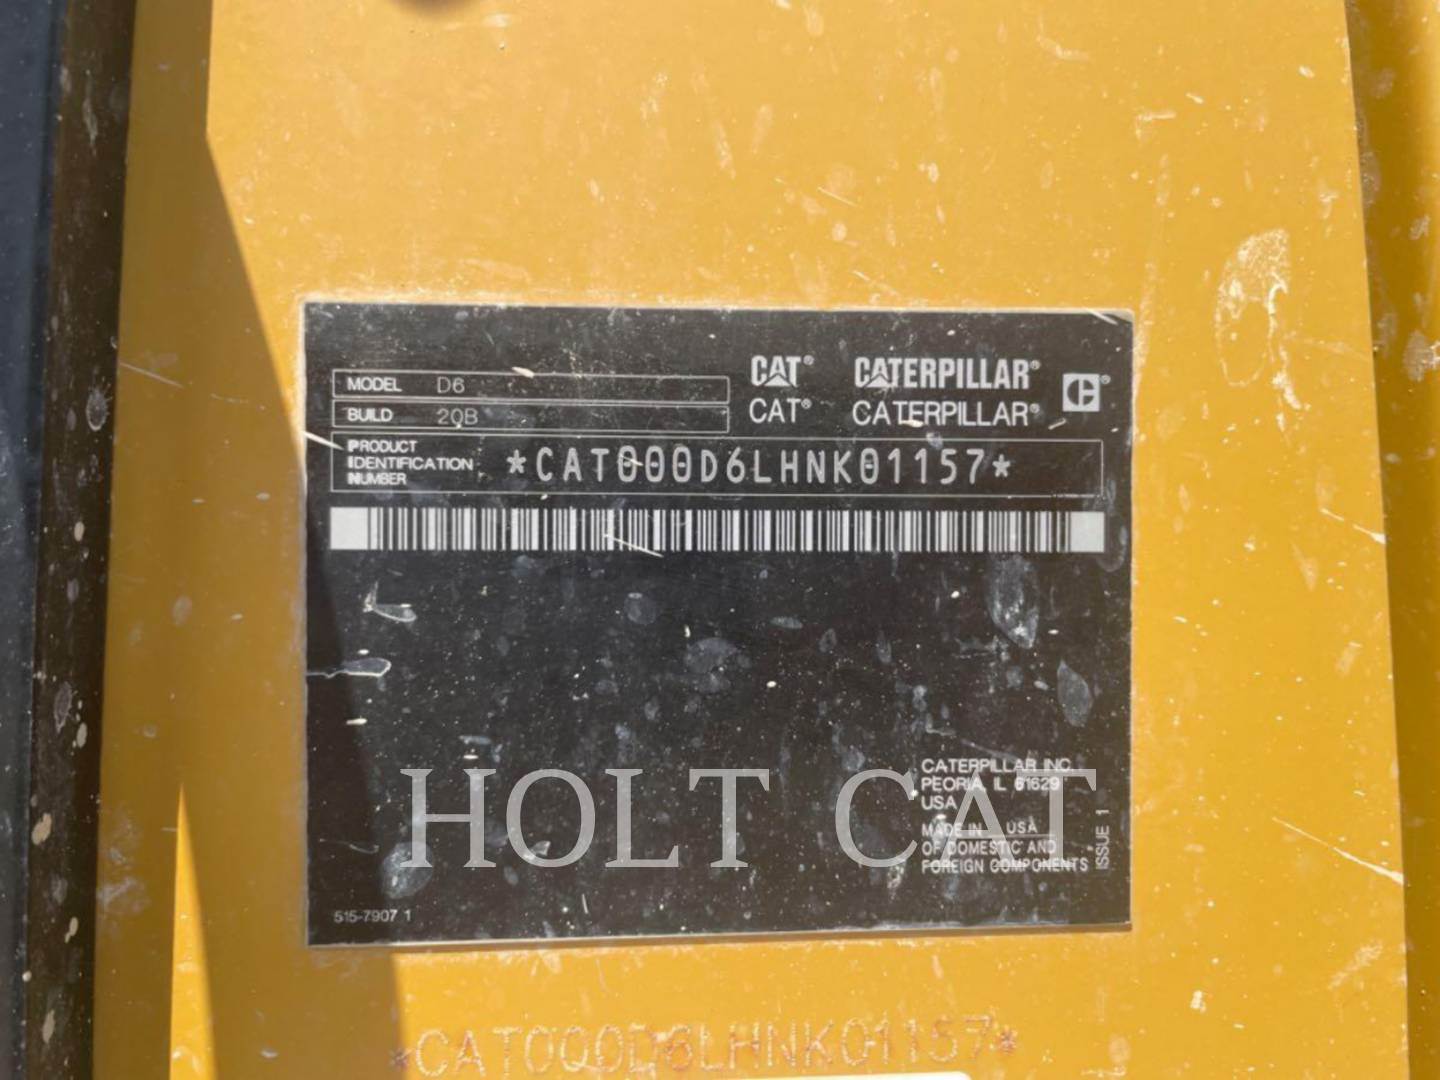 MODEL D6
BUILD 20B
CAT® CATERPILLAR®
CAT® CATERPILLAR®
PRODUCT
IDENTIFICATION
NUMBER
*CAT000D6LHNK01157*
CATERPILLAR INC.
PEORIA, IL 61629
USA
MADE IN USA
OF DOMESTIC AND
FOREIGN COMPONENTS
ISSUE 1
HOLT CAT
515-7907 1
*CAT000D6LHNK01157*